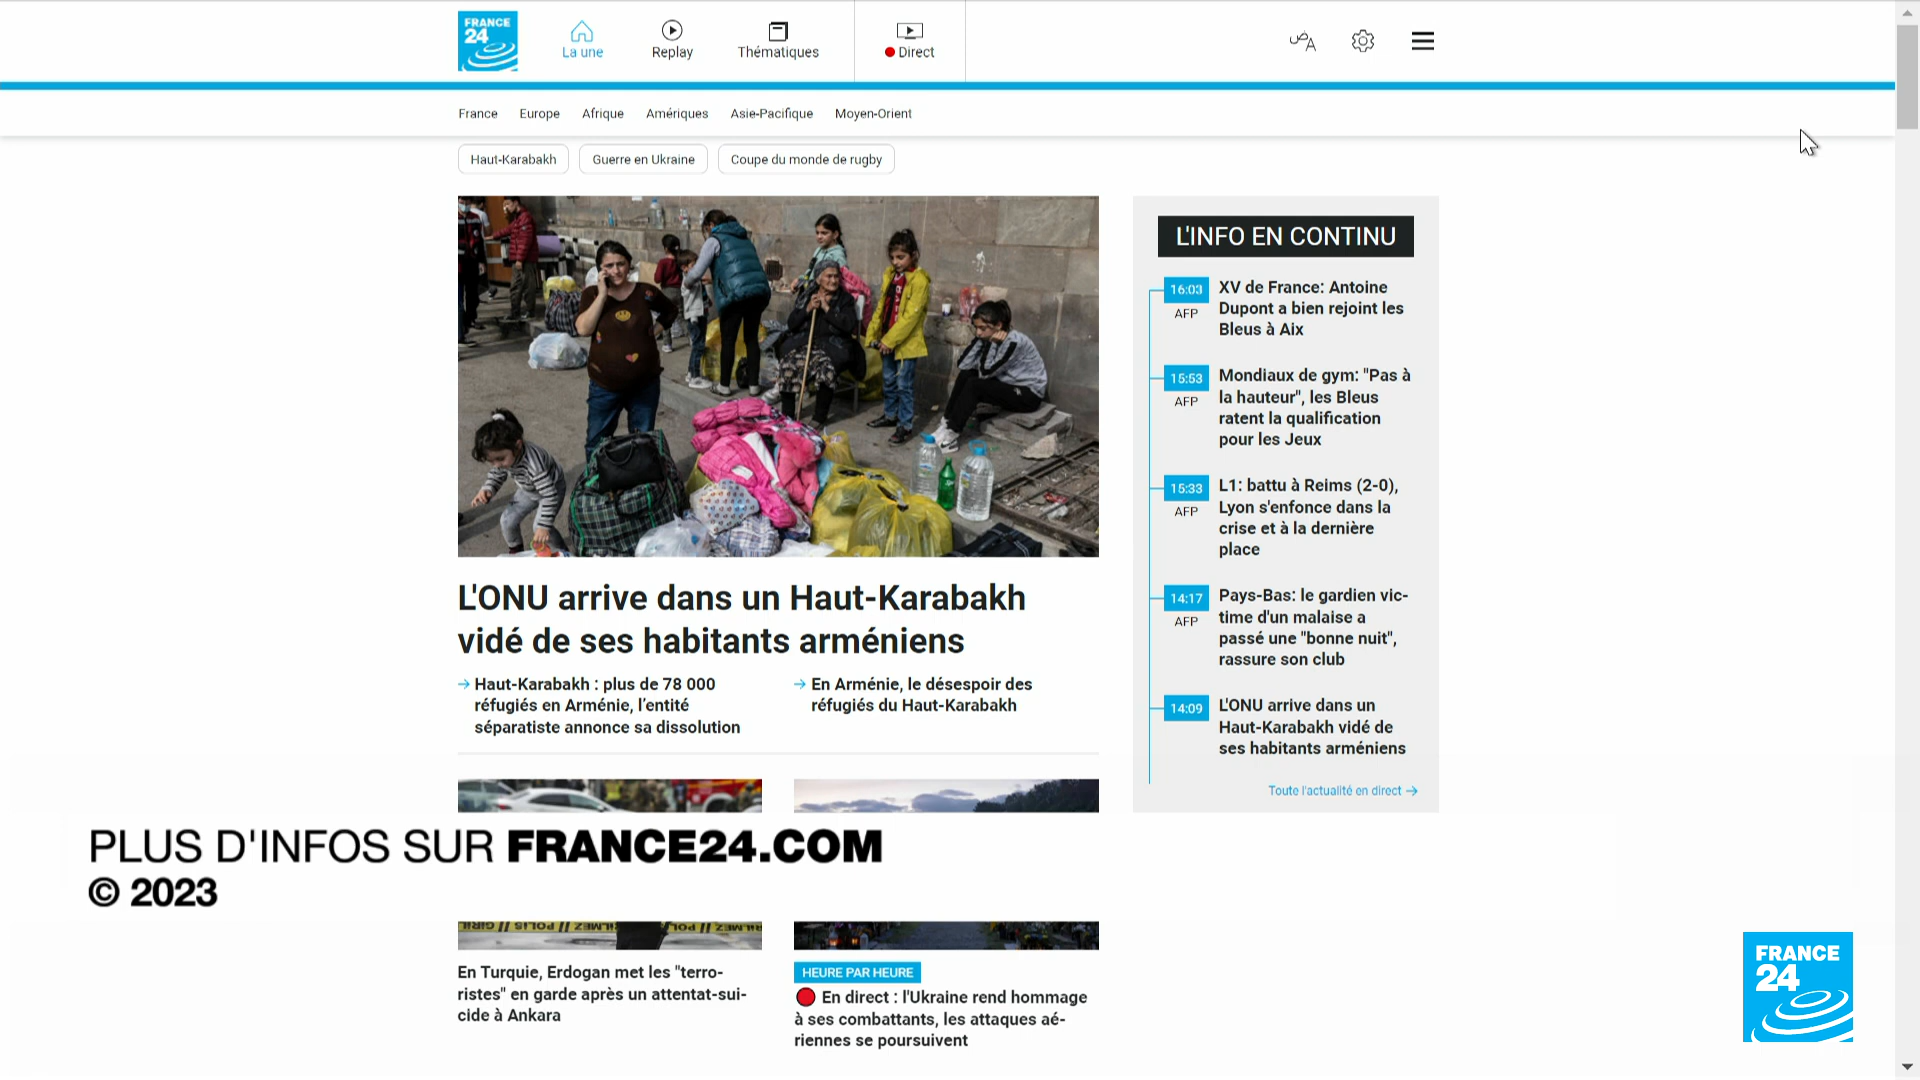 FRANCE
24
La une
Replay
Thématiques
Direct
France
Europe
Afrique
Amériques
Asie-Pacifique
Moyen-Orient
Haut-Karabakh
Guerre en Ukraine
Coupe du monde de rugby
L'ONU arrive dans un Haut-Karabakh
vidé de ses habitants arméniens
Haut-Karabakh : plus de 78 000
réfugiés en Arménie, l'entité
séparatiste annonce sa dissolution
En Arménie, le désespoir des
réfugiés du Haut-Karabakh
L'INFO EN CONTINU
16:03
AFP
XV de France: Antoine
Dupont a bien rejoint les
Bleus à Aix
15:53
AFP
Mondiaux de gym: "Pas à
la hauteur", les Bleus
ratent la qualification
pour les Jeux
15:33
AFP
L1: battu à Reims (2-0),
Lyon s'enfonce dans la
crise et à la dernière
place
14:17
AFP
Pays-Bas: le gardien vic-
time d'un malaise a
passé une "bonne nuit",
rassure son club
14:09
L'ONU arrive dans un
Haut-Karabakh vidé de
ses habitants arméniens
Toute l'actualité en direct
PLUS D'INFOS SUR FRANCE24.COM
© 2023
En Turquie, Erdogan met les "terro-
ristes" en garde après un attentat-sui-
cide à Ankara
HEURE PAR HEURE
En direct : l'Ukraine rend hommage
à ses combattants, les attaques aé-
riennes se poursuivent
FRANCE
24